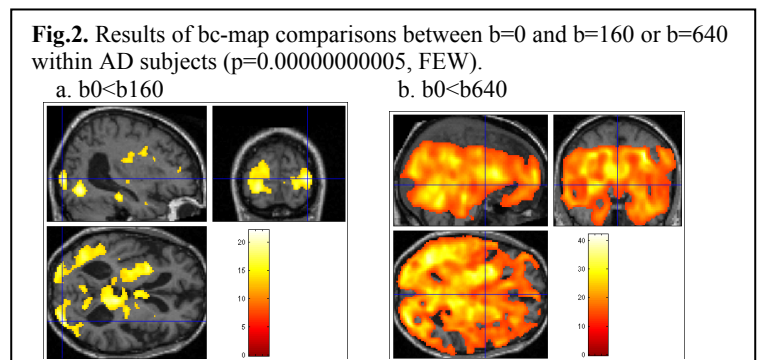 Fig.2. Results of bc-map comparisons between b=0 and b=160 or b=640
within AD subjects (p=0.00000000005, FEW).
a. b0<b160
b. b0<b640
20
15
10
5
0
40
30
20
10
0